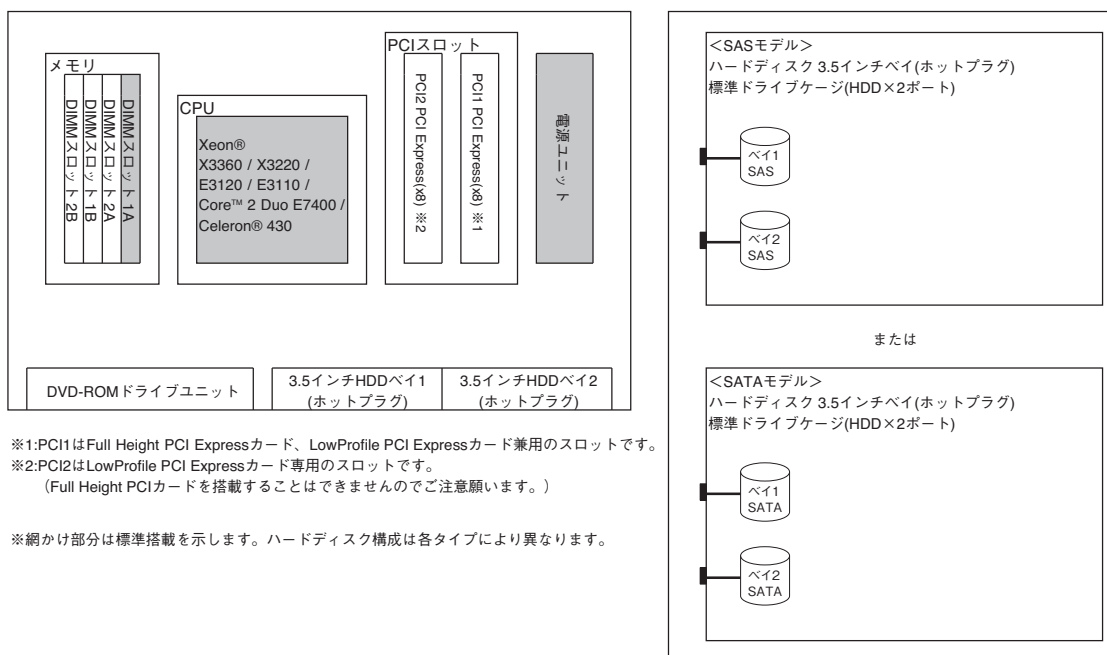 メモリ
DIMMスロット 2B
DIMMスロット 1B
DIMMスロット 2A
DIMMスロット 1A
CPU
Xeon®
X3360 / X3220 /
E3120 / E3110 /
Core™ 2 Duo E7400 /
Celeron® 430
PCIスロット
PCI2 PCI Express(x8) ※2
PCI1 PCI Express(x8) ※1
電源ユニット
DVD-ROMドライブユニット
3.5インチHDDベイ1
(ホットプラグ)
3.5インチHDDベイ2
(ホットプラグ)
※1:PCI1はFull Height PCI Expressカード、LowProfile PCI Expressカード兼用のスロットです。
※2:PCI2はLowProfile PCI Expressカード専用のスロットです。
（Full Height PCIカードを搭載することはできませんのでご注意願います。）
※網かけ部分は標準搭載を示します。ハードディスク構成は各タイプにより異なります。
＜SASモデル＞
ハードディスク 3.5インチベイ(ホットプラグ)
標準ドライブケージ(HDD×2ポート)
ベイ1
SAS
ベイ2
SAS
または
＜SATAモデル＞
ハードディスク 3.5インチベイ(ホットプラグ)
標準ドライブケージ(HDD×2ポート)
ベイ1
SATA
ベイ2
SATA